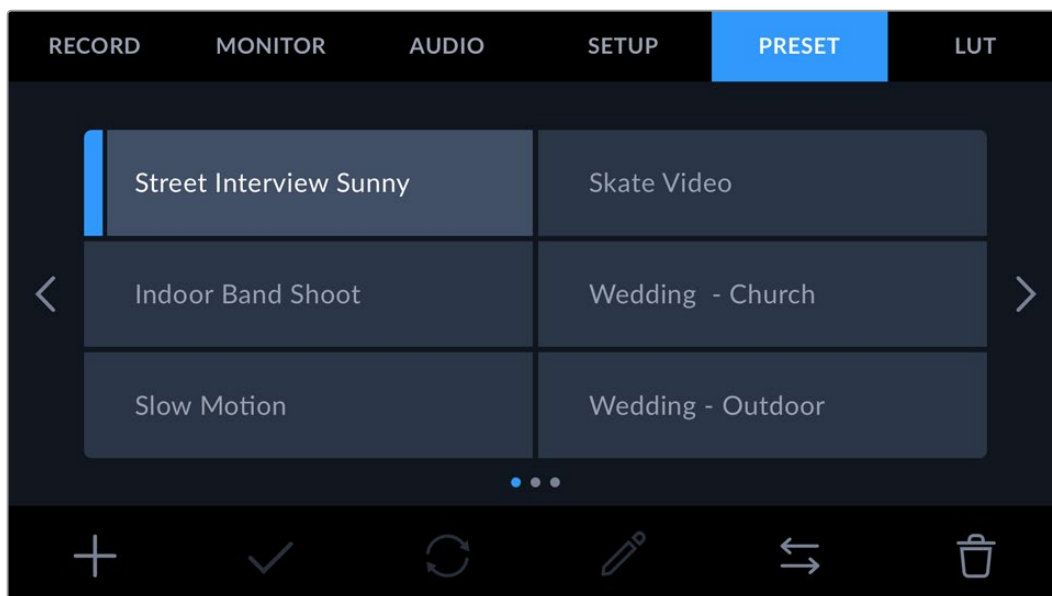 RECORD MONITOR AUDIO SETUP PRESET LUT
Street Interview Sunny
Skate Video
Indoor Band Shoot
Wedding - Church
Slow Motion
Wedding - Outdoor